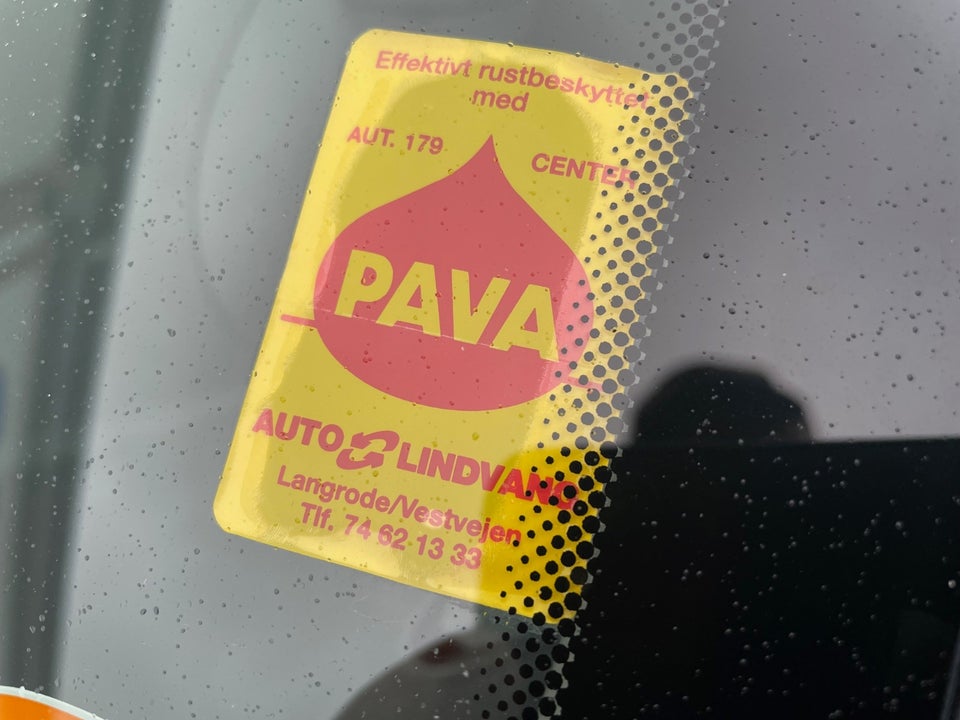 Effektivt rustbeskyttet
med
AUT. 179 CENTER
PAVA
AUTO LINDVANG
Langrode/Vestvejen
Tlf. 74 62 13 33